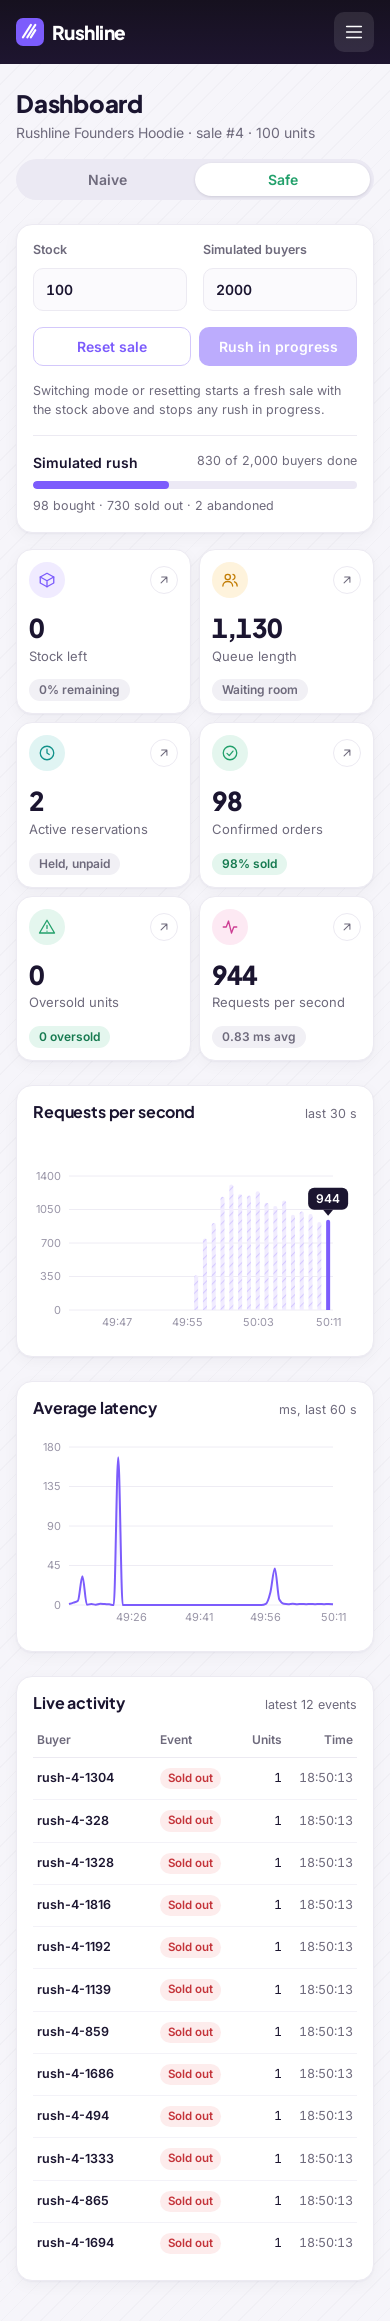 Rushline
Dashboard
Rushline Founders Hoodie · sale #4 · 100 units
Naive
Safe
Stock
Simulated buyers
100
2000
Reset sale
Rush in progress
Switching mode or resetting starts a fresh sale with
the stock above and stops any rush in progress.
Simulated rush
830 of 2,000 buyers done
98 bought · 730 sold out · 2 abandoned
0
Stock left
0% remaining
1,130
Queue length
Waiting room
2
Active reservations
Held, unpaid
98
Confirmed orders
98% sold
0
Oversold units
0 oversold
944
Requests per second
0.83 ms avg
Requests per second
last 30 s
1400
1050
700
350
0
944
49:47
49:55
50:03
50:11
Average latency
ms, last 60 s
180
135
90
45
0
49:26
49:41
49:56
50:11
Live activity
latest 12 events
Buyer Event Units Time
rush-4-1304 Sold out 1 18:50:13
rush-4-328 Sold out 1 18:50:13
rush-4-1328 Sold out 1 18:50:13
rush-4-1816 Sold out 1 18:50:13
rush-4-1192 Sold out 1 18:50:13
rush-4-1139 Sold out 1 18:50:13
rush-4-859 Sold out 1 18:50:13
rush-4-1686 Sold out 1 18:50:13
rush-4-494 Sold out 1 18:50:13
rush-4-1333 Sold out 1 18:50:13
rush-4-865 Sold out 1 18:50:13
rush-4-1694 Sold out 1 18:50:13